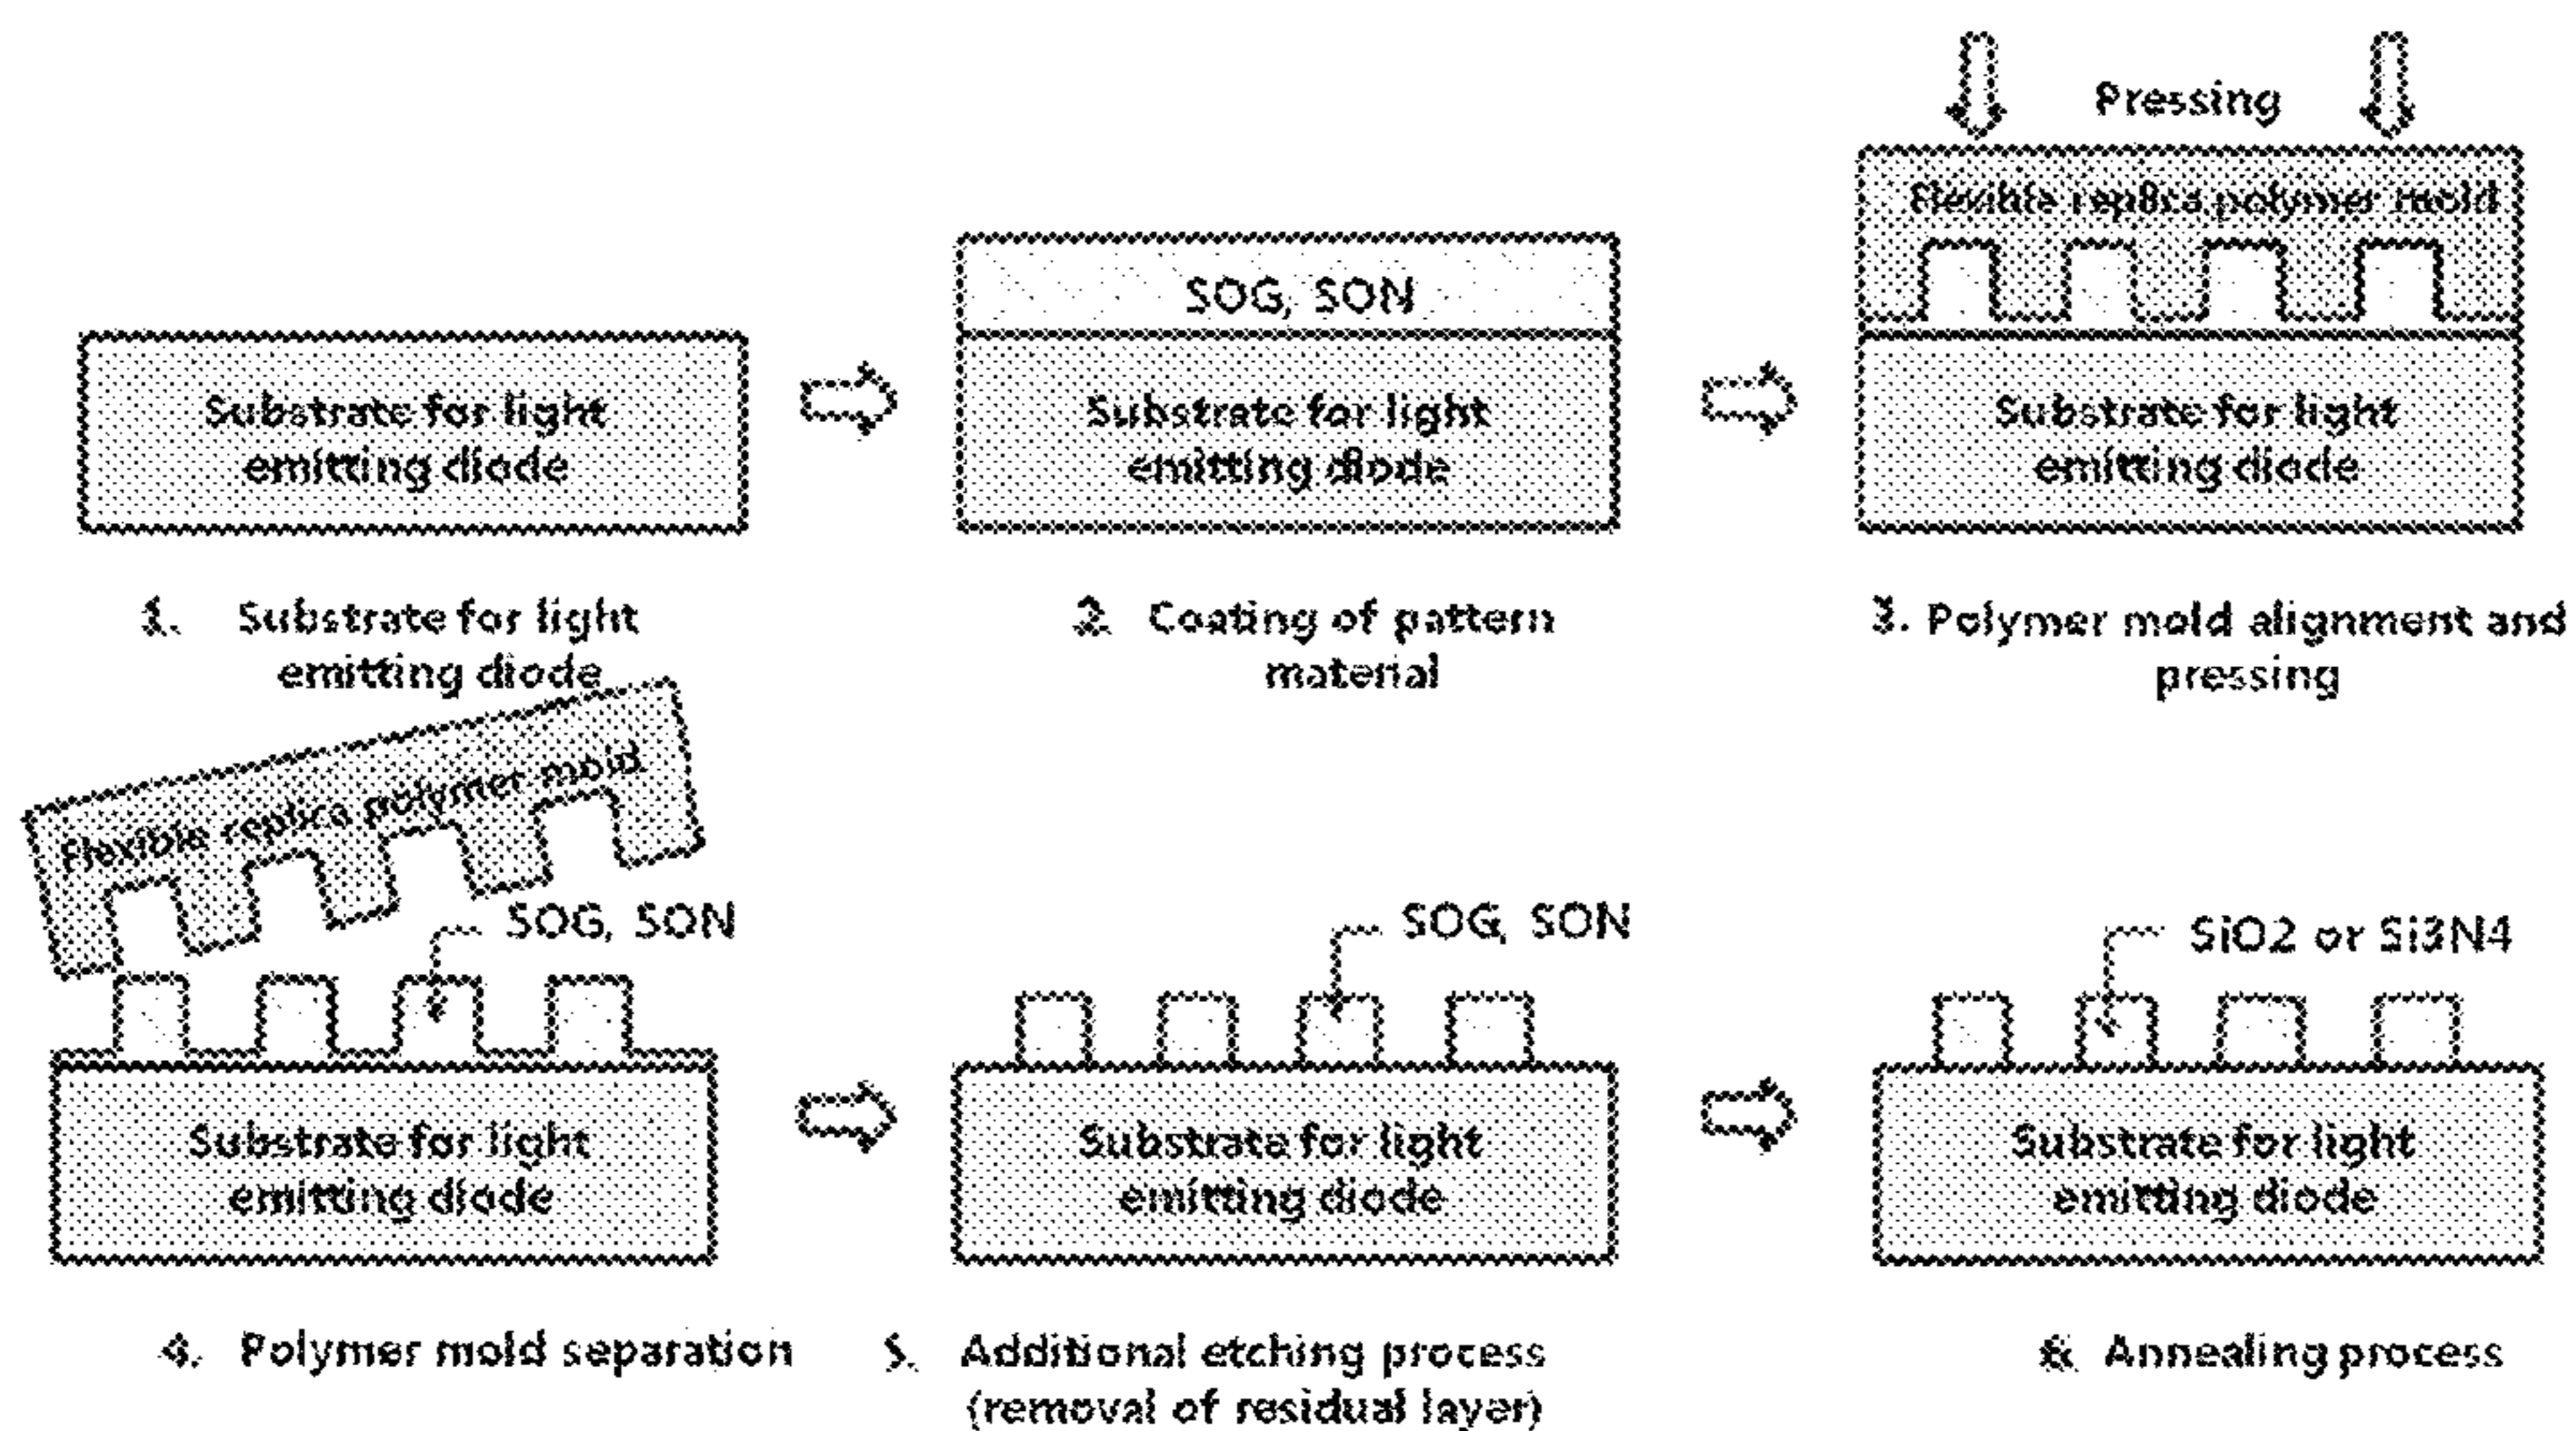 Pressing
Flexible replica polymer mold
SOG, SON
Substrate for light
emitting diode
Substrate for light
emitting diode
Substrate for light
emitting diode
1. Substrate for light
emitting diode
2. Coating of pattern
material
3. Polymer mold alignment and
pressing
Flexible replica polymer mold
SOG, SON
SOG, SON
SiO2 or Si3N4
Substrate for light
emitting diode
Substrate for light
emitting diode
Substrate for light
emitting diode
4. Polymer mold separation
5. Additional etching process
(removal of residual layer)
6. Annealing process